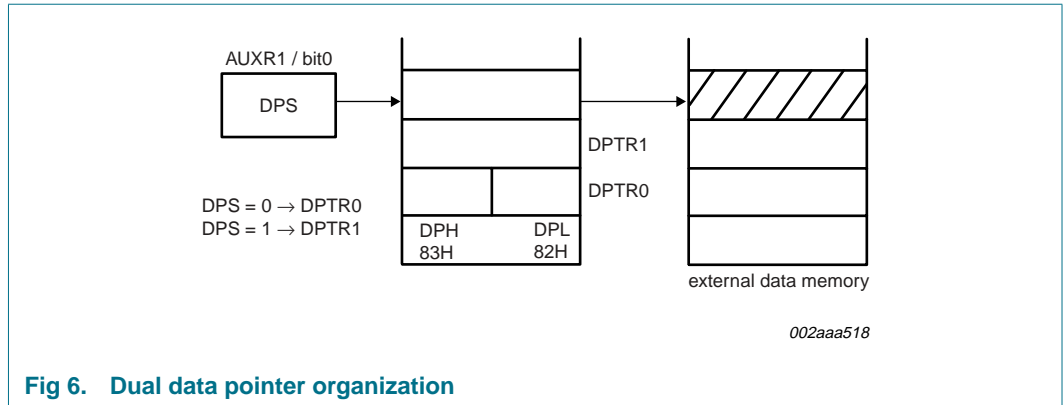 AUXR1 / bit0
DPS
DPTR1
DPTR0
DPS = 0 → DPTR0
DPS = 1 → DPTR1
DPH DPL
83H 82H
external data memory
002aaa518
Fig 6. Dual data pointer organization